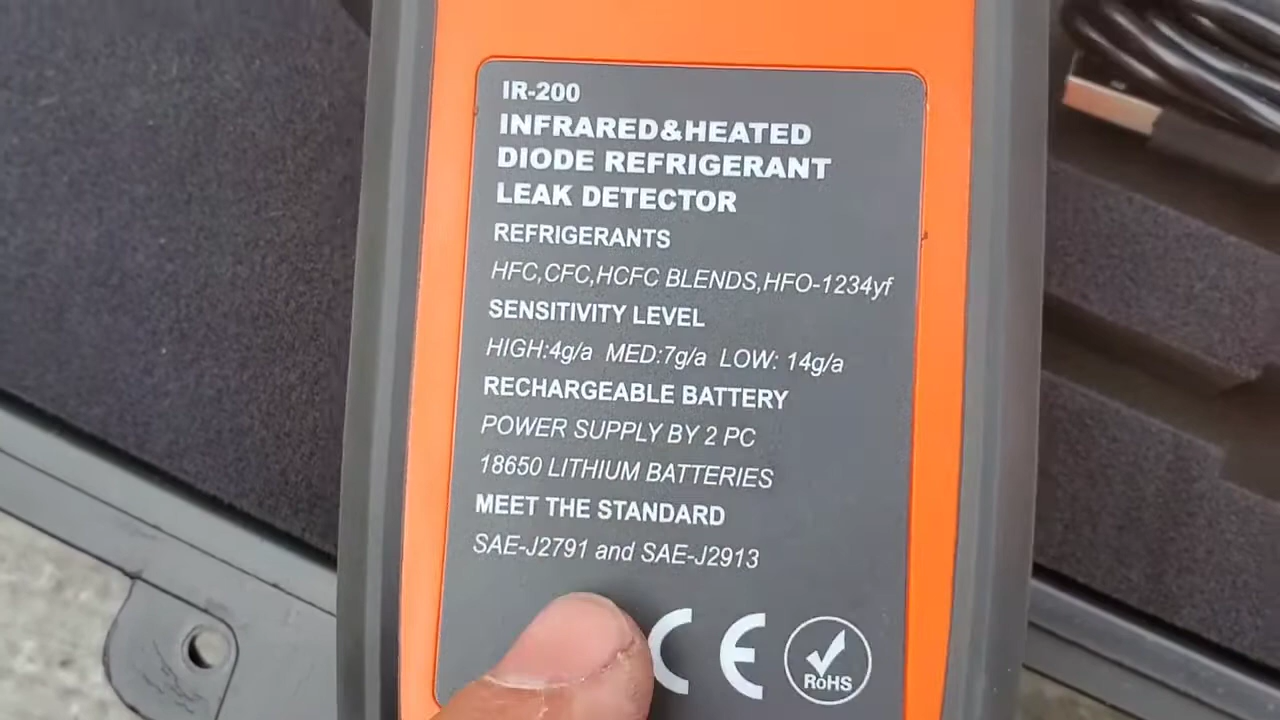 IR-200
INFRARED&HEATED
DIODE REFRIGERANT
LEAK DETECTOR
REFRIGERANTS
HFC,CFC,HCFC BLENDS,HFO-1234yf
SENSITIVITY LEVEL
HIGH:4g/a MED:7g/a LOW: 14g/a
RECHARGEABLE BATTERY
POWER SUPPLY BY 2 PC
18650 LITHIUM BATTERIES
MEET THE STANDARD
SAE-J2791 and SAE-J2913
CE
RoHS